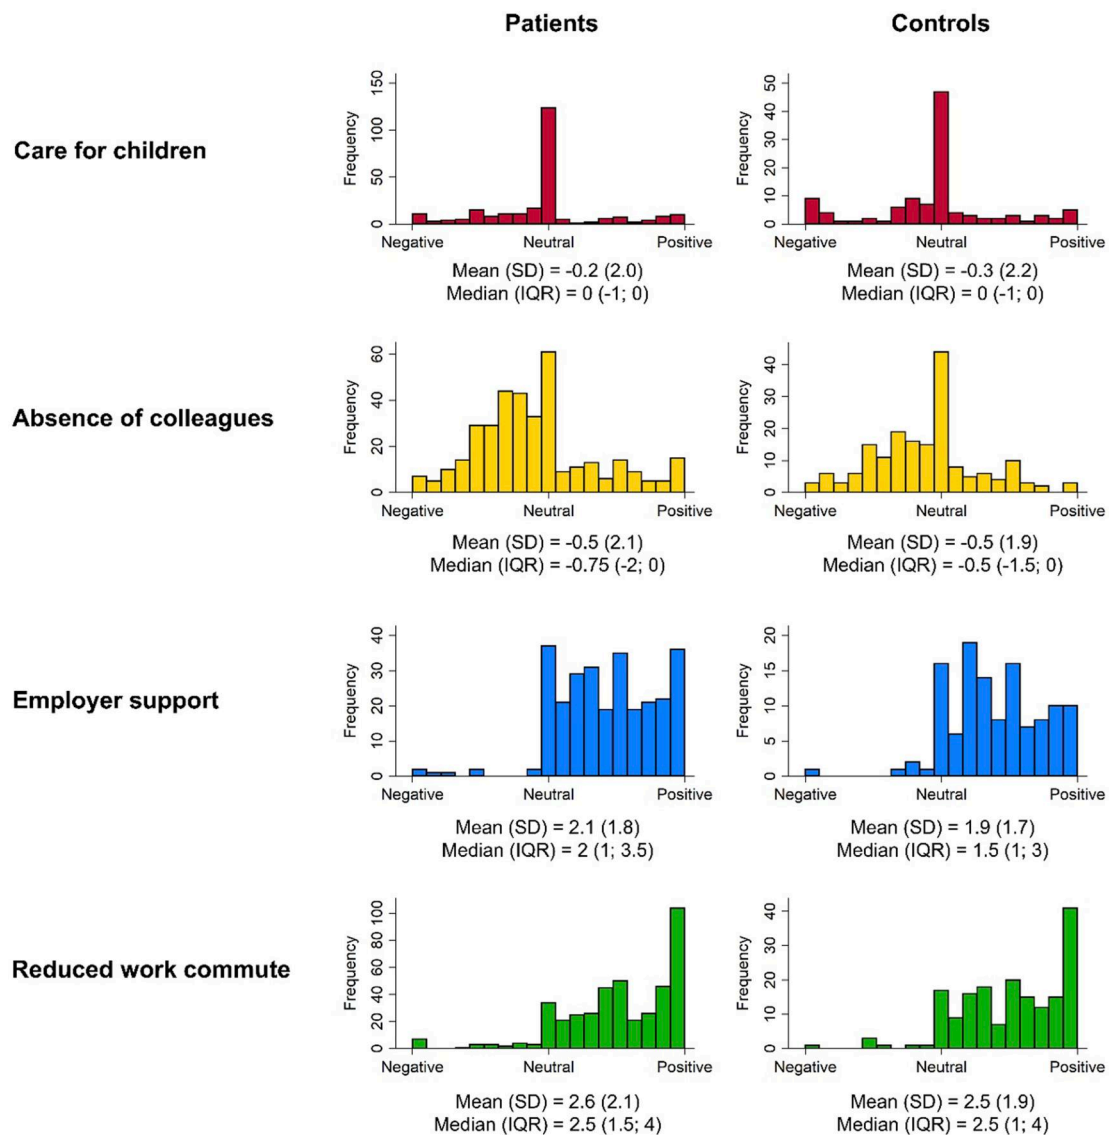 Patients Controls
Care for children
Frequency
150
100
50
0
Negative Neutral Positive
Mean (SD) = -0.2 (2.0)
Median (IQR) = 0 (-1; 0)
Frequency
50
40
30
20
10
0
Negative Neutral Positive
Mean (SD) = -0.3 (2.2)
Median (IQR) = 0 (-1; 0)
Absence of colleagues
Frequency
60
40
20
0
Negative Neutral Positive
Mean (SD) = -0.5 (2.1)
Median (IQR) = -0.75 (-2; 0)
Frequency
40
30
20
10
0
Negative Neutral Positive
Mean (SD) = -0.5 (1.9)
Median (IQR) = -0.5 (-1.5; 0)
Employer support
Frequency
40
30
20
10
0
Negative Neutral Positive
Mean (SD) = 2.1 (1.8)
Median (IQR) = 2 (1; 3.5)
Frequency
20
15
10
5
0
Negative Neutral Positive
Mean (SD) = 1.9 (1.7)
Median (IQR) = 1.5 (1; 3)
Reduced work commute
Frequency
100
80
60
40
20
0
Negative Neutral Positive
Mean (SD) = 2.6 (2.1)
Median (IQR) = 2.5 (1.5; 4)
Frequency
40
30
20
10
0
Negative Neutral Positive
Mean (SD) = 2.5 (1.9)
Median (IQR) = 2.5 (1; 4)